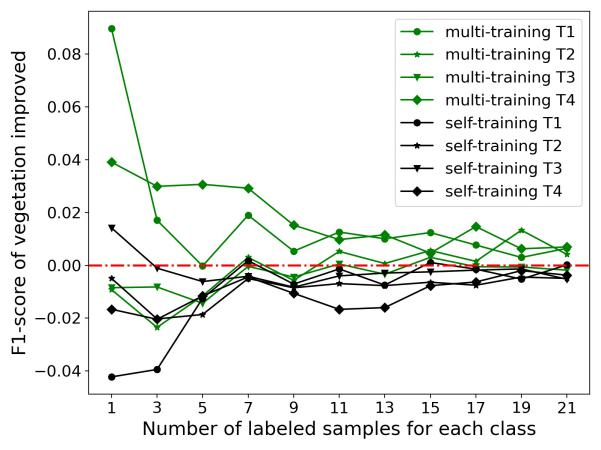 F1-score of vegetation improved
0.08
0.06
0.04
0.02
0.00
−0.02
−0.04
multi-training T1
multi-training T2
multi-training T3
multi-training T4
self-training T1
self-training T2
self-training T3
self-training T4
1 3 5 7 9 11 13 15 17 19 21
Number of labeled samples for each class